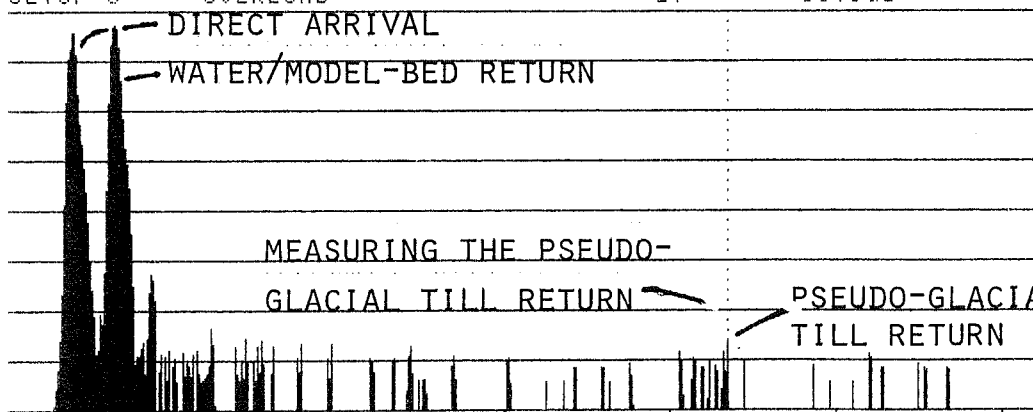 DIRECT ARRIVAL
WATER/MODEL-BED RETURN
MEASURING THE PSEUDO-
GLACIAL TILL RETURN
PSEUDO-GLACIA
TILL RETURN